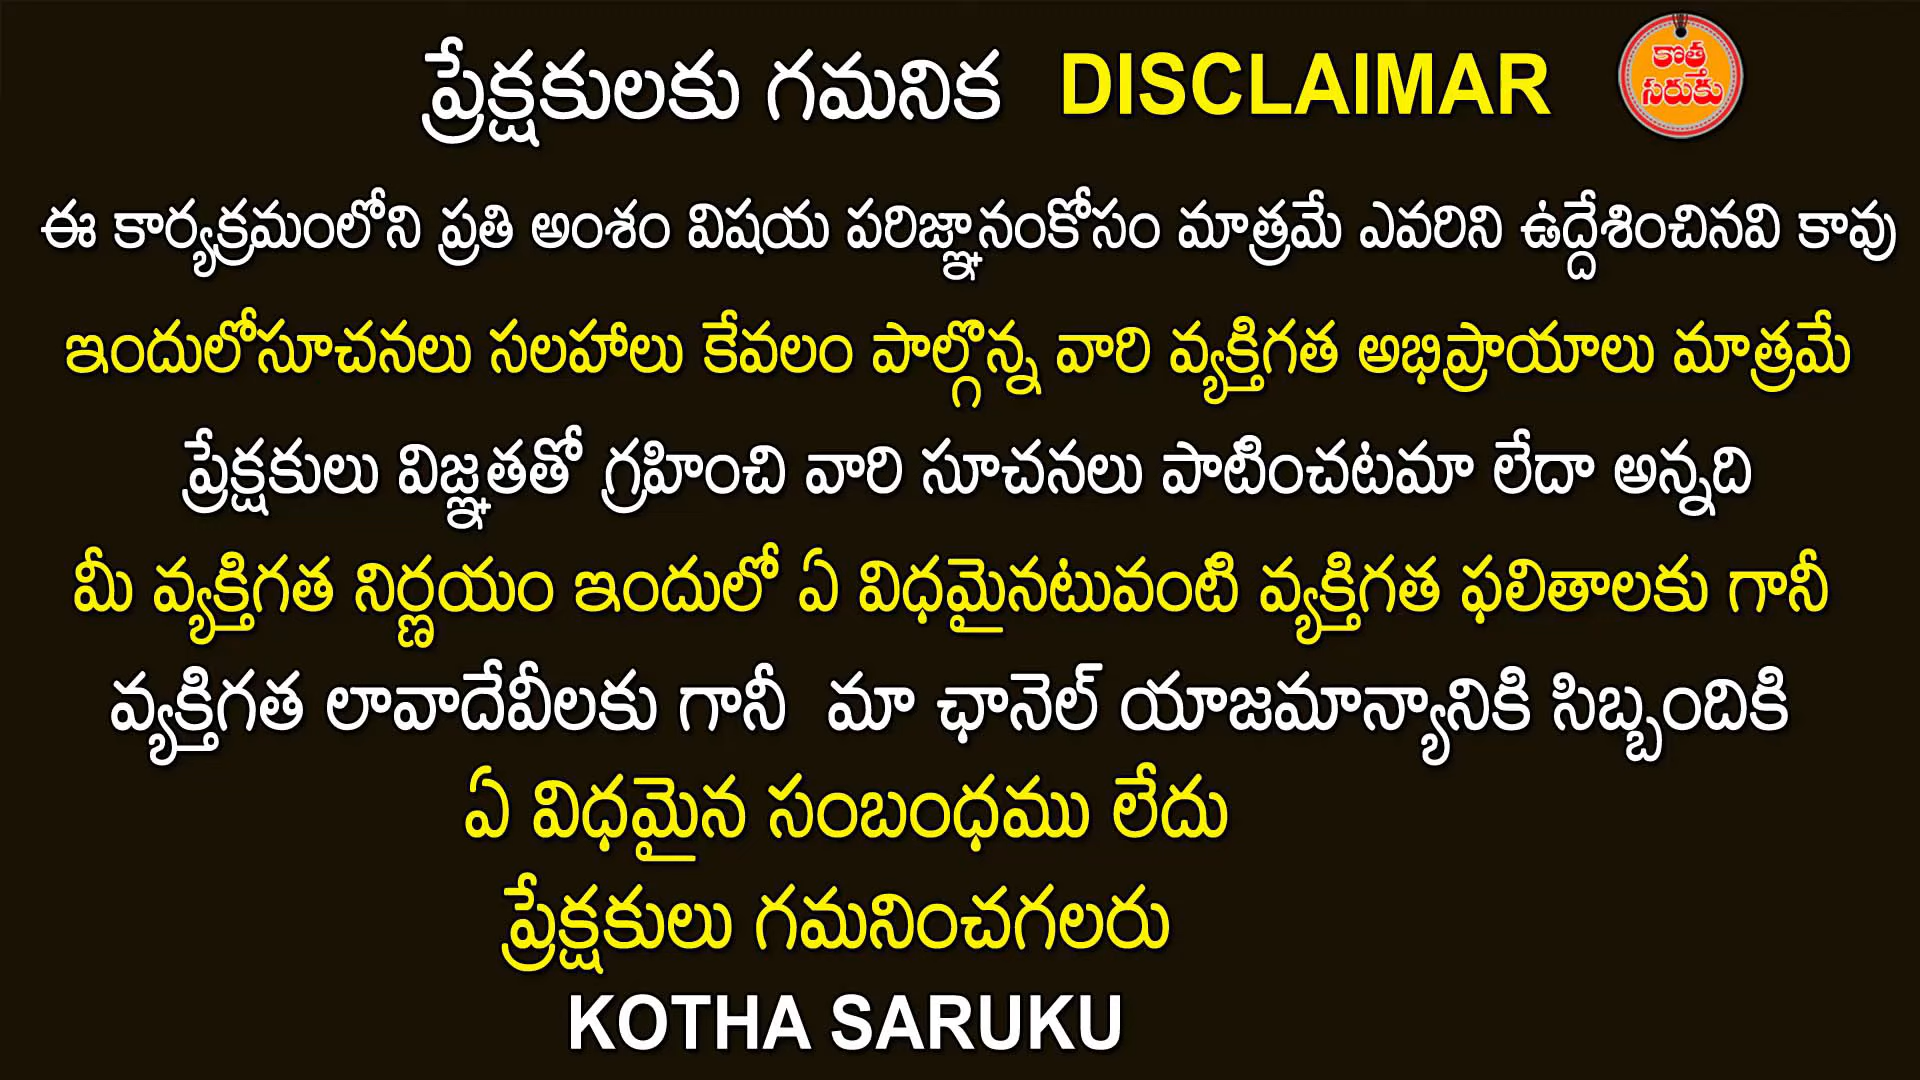 ప్రేక్షకులకు గమనిక DISCLAIMAR
కొత్త
సరుకు
ఈ కార్యక్రమంలోని ప్రతి అంశం విషయ పరిజ్ఞానంకోసం మాత్రమే ఎవరిని ఉద్దేశించినవి కావు
ఇందులోసూచనలు సలహాలు కేవలం పాల్గొన్న వారి వ్యక్తిగత అభిప్రాయాలు మాత్రమే
ప్రేక్షకులు విజ్ఞతతో గ్రహించి వారి సూచనలు పాటించటమా లేదా అన్నది
మీ వ్యక్తిగత నిర్ణయం ఇందులో ఏ విధమైనటువంటి వ్యక్తిగత ఫలితాలకు గానీ
వ్యక్తిగత లావాదేవీలకు గానీ మా ఛానెల్ యాజమాన్యానికి సిబ్బందికి
ఏ విధమైన సంబంధము లేదు
ప్రేక్షకులు గమనించగలరు
KOTHA SARUKU